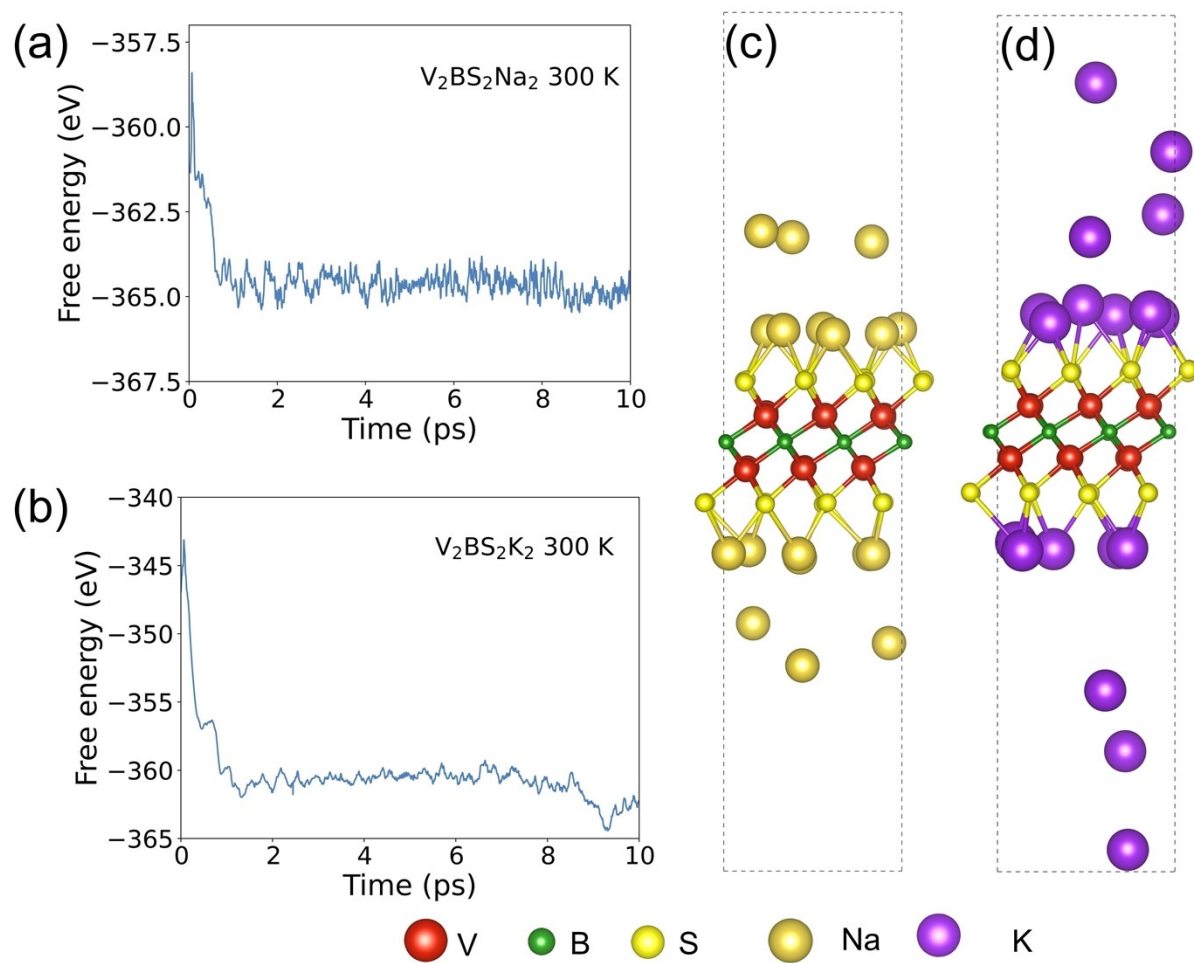 (a)
−357.5
−360.0
−362.5
−365.0
−367.5
Free energy (eV)
V₂BS₂Na₂ 300 K
0 2 4 6 8 10
Time (ps)
(b)
−340
−345
−350
−355
−360
−365
Free energy (eV)
V₂BS₂K₂ 300 K
0 2 4 6 8 10
Time (ps)
(c)
(d)
V B S Na K